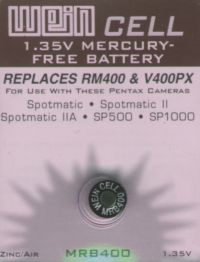 Wein CELL
1.35V MERCURY-
FREE BATTERY
REPLACES RM400 & V400PX
FOR USE WITH THESE PENTAX CAMERAS
Spotmatic • Spotmatic II
Spotmatic IIA • SP500 • SP1000
WEIN CELL
MRB400
ZINC/AIR MRB400 1.35V